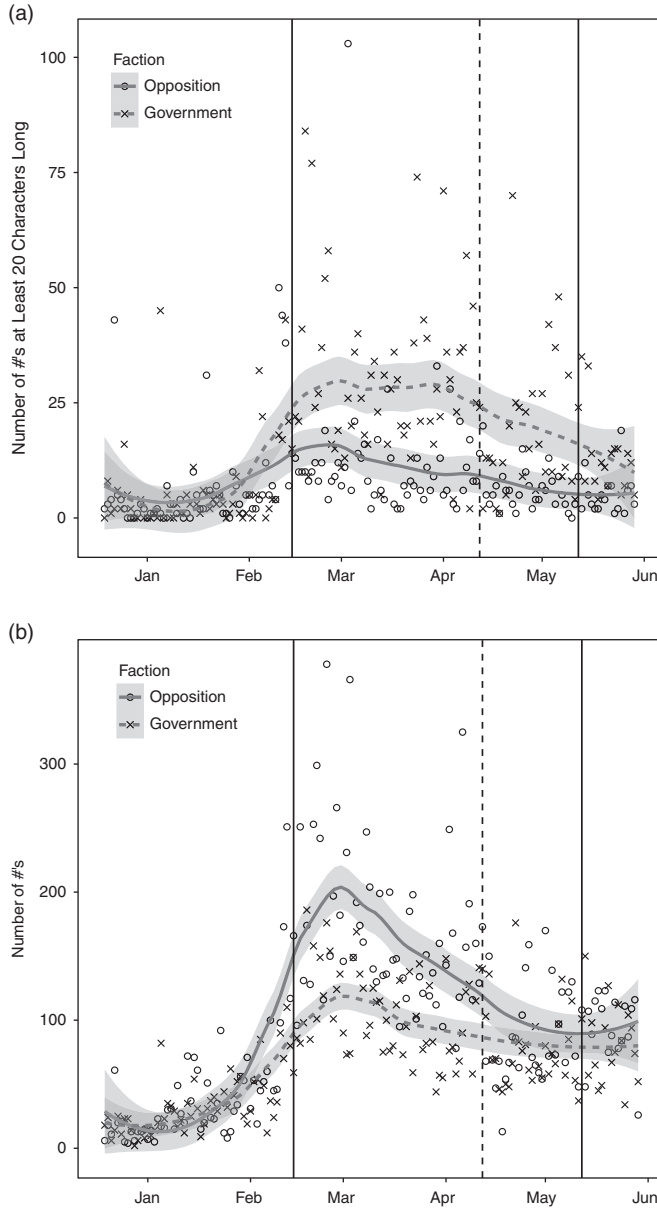 (a)
Number of #'s at Least 20 Characters Long
100
75
50
25
0
Faction
Opposition
Government
Jan Feb Mar Apr May Jun
(b)
Number of #'s
300
200
100
0
Faction
Opposition
Government
Jan Feb Mar Apr May Jun